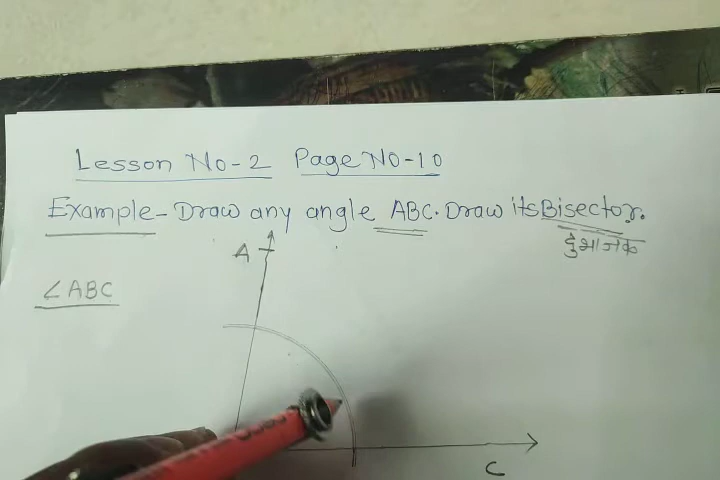 Lesson No-2 Page No-10
Example- Draw any angle ABC. Draw its Bisector.
दुभाजक
A
∠ABC
C